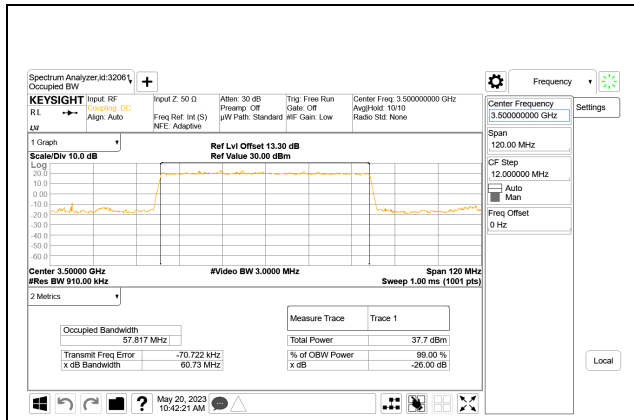 Spectrum Analyzer,id:32061
Occupied BW
Frequency
KEYSIGHT
R L
LXI
Input: RF
Coupling: DC
Align: Auto
Input Z: 50 Ω
Freq Ref: Int (S)
NFE: Adaptive
Atten: 30 dB
Preamp: Off
µW Path: Standard
Trig: Free Run
Gate: Off
#IF Gain: Low
Center Freq: 3.500000000 GHz
Avg|Hold: 10/10
Radio Std: None
Center Frequency
3.500000000 GHz
Settings
Span
120.00 MHz
CF Step
12.000000 MHz
Auto
Man
Freq Offset
0 Hz
Local
1 Graph
Scale/Div 10.0 dB
Ref Lvl Offset 13.30 dB
Ref Value 30.00 dBm
Log
20.0
10.0
0.00
-10.0
-20.0
-30.0
-40.0
-50.0
-60.0
Center 3.50000 GHz
#Video BW 3.0000 MHz
Span 120 MHz
#Res BW 910.00 kHz
Sweep 1.00 ms (1001 pts)
2 Metrics
Measure Trace Trace 1
Occupied Bandwidth
57.817 MHz
Total Power 37.7 dBm
Transmit Freq Error -70.722 kHz
% of OBW Power 99.00 %
x dB Bandwidth 60.73 MHz
x dB -26.00 dB
?
May 20, 2023
10:42:21 AM